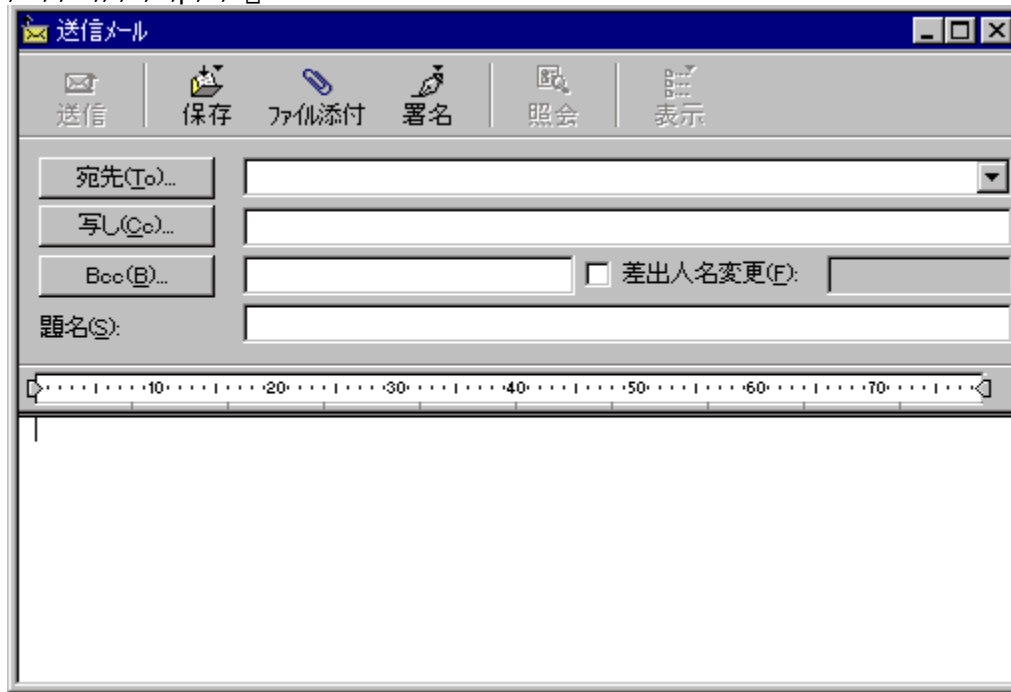 送信メール
送信 保存 ファイル添付 署名 照会 表示
宛先(To)...
写し(Cc)...
Bcc(B)... 差出人名変更(F):
題名(S):
10 20 30 40 50 60 70